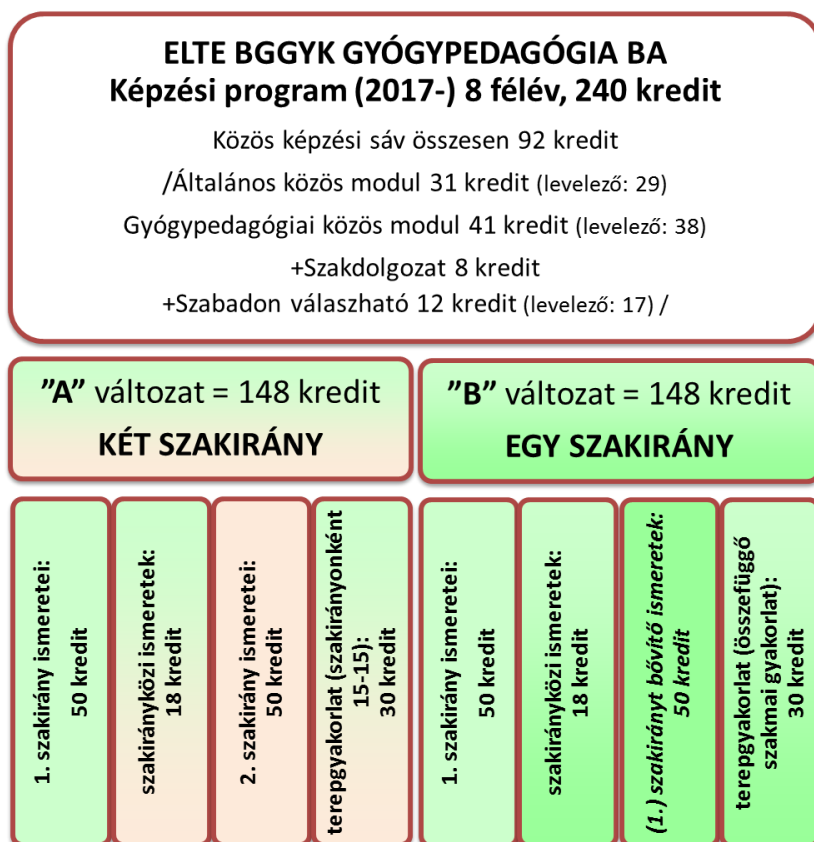 ELTE BGGYK GYÓGYPEDAGÓGIA BA
Képzési program (2017-) 8 félév, 240 kredit
Közös képzési sáv összesen 92 kredit
/Általános közös modul 31 kredit (levelező: 29)
Gyógypedagógiai közös modul 41 kredit (levelező: 38)
+Szakdolgozat 8 kredit
+Szabadon válaszható 12 kredit (levelező: 17) /
"A" változat = 148 kredit
KÉT SZAKIRÁNY
"B" változat = 148 kredit
EGY SZAKIRÁNY
1. szakirány ismeretei:
50 kredit
szakirányközi ismeretek:
18 kredit
2. szakirány ismeretei:
50 kredit
terepgyakorlat (szakirányonként
15-15):
30 kredit
1. szakirány ismeretei:
50 kredit
szakirányközi ismeretek:
18 kredit
(1.) szakirányt bővítő ismeretek:
50 kredit
terepgyakorlat (összefüggő
szakmai gyakorlat):
30 kredit